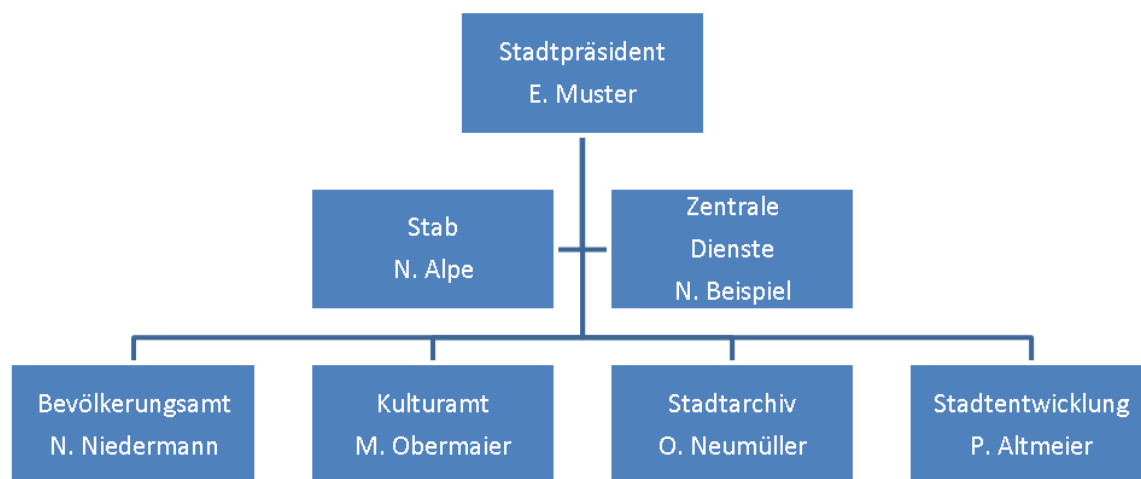 Stadtpräsident
E. Muster
Stab
N. Alpe
Zentrale
Dienste
N. Beispiel
Bevölkerungsamt
N. Niedermann
Kulturamt
M. Obermaier
Stadtarchiv
O. Neumüller
Stadtentwicklung
P. Altmeier